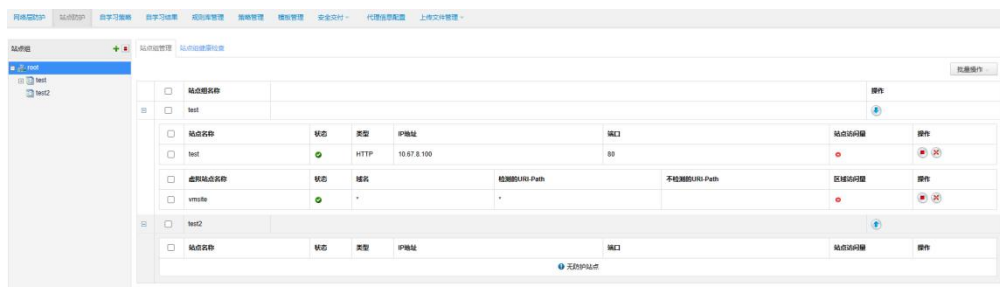 网络层防护 站点防护 自学习策略 自学习结果 规则库管理 策略管理 模板管理 安全交付 代理信息配置 上传文件管理
站点组
站点组管理 站点组健康检查
root
test
test2
批量操作
站点组名称 操作
test
站点名称 状态 类型 IP地址 端口 站点访问量 操作
test HTTP 10.67.8.100 80
虚拟站点名称 状态 域名 检测的URI-Path 不检测的URI-Path 区域访问量 操作
vmsite * *
test2
站点名称 状态 类型 IP地址 端口 站点访问量 操作
无防护站点